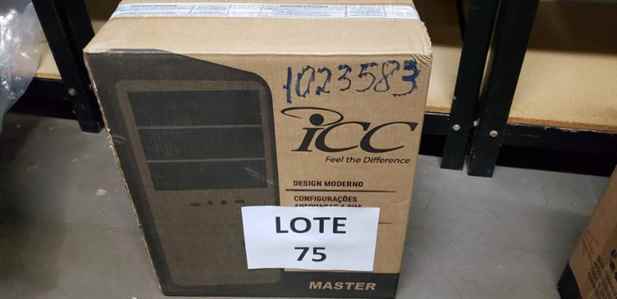 1023583
iCC
Feel the Difference
DESIGN MODERNO
CONFIGURAÇÕES
LOTE
75
MASTER